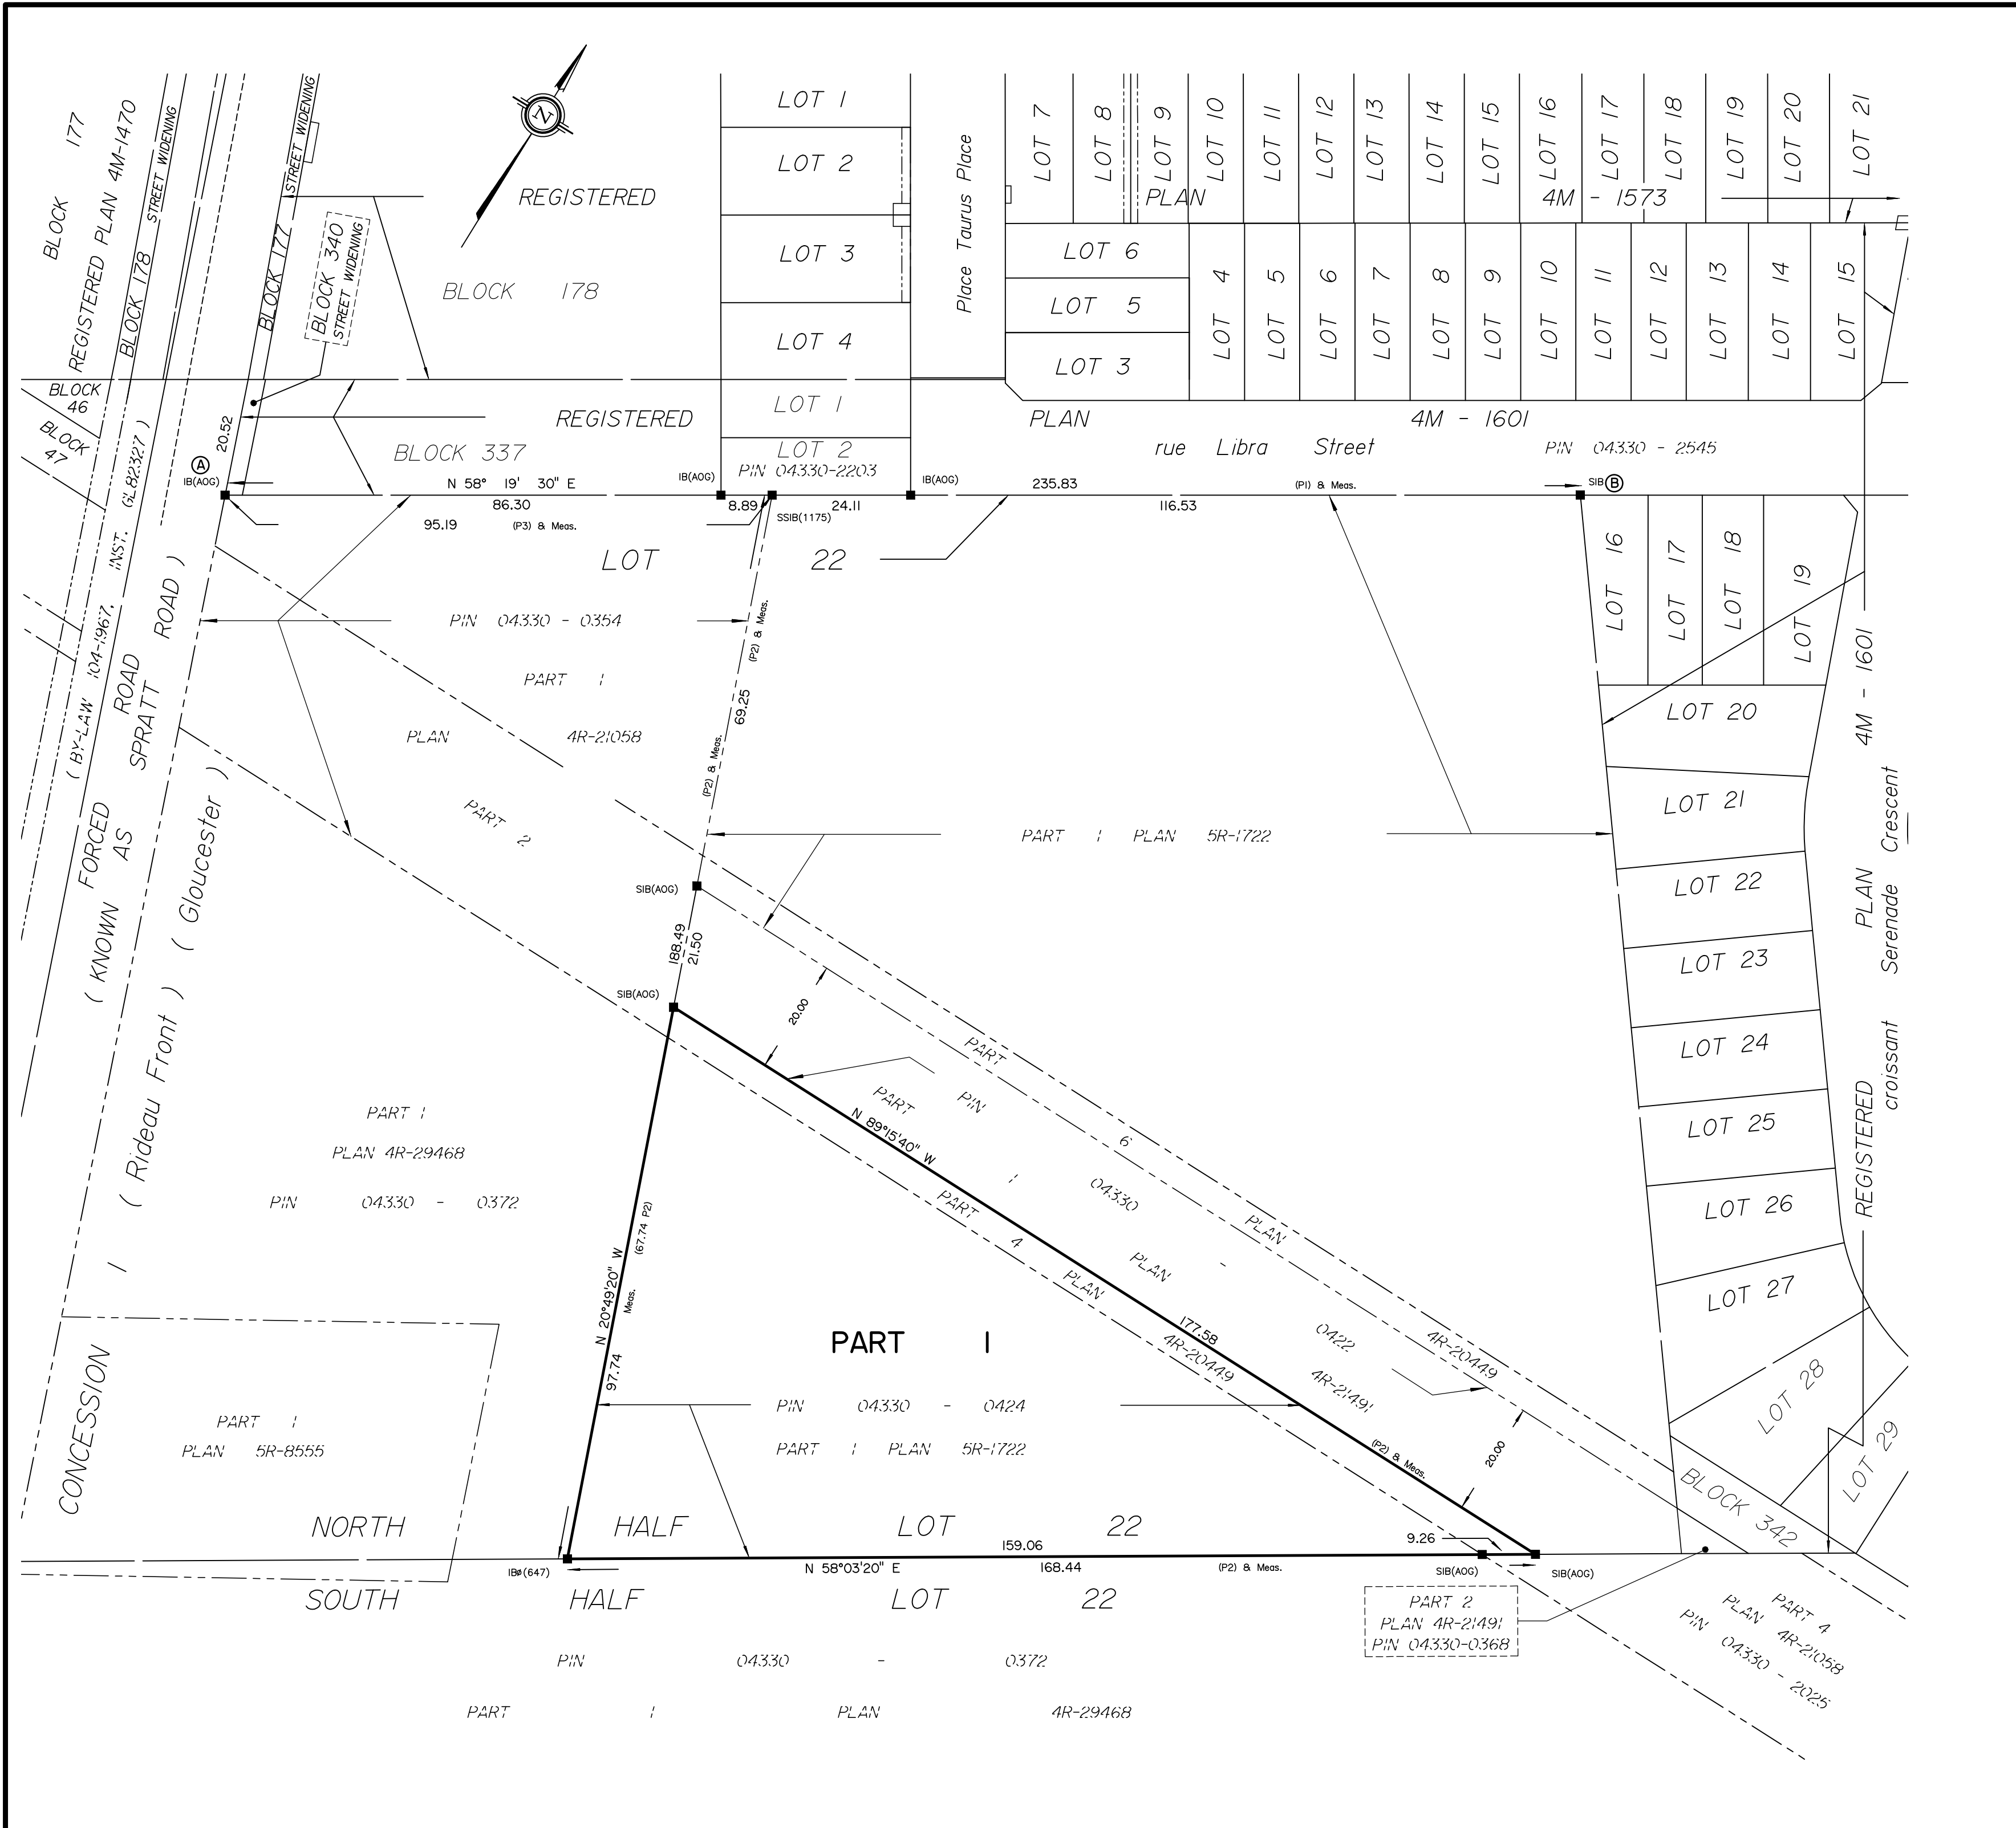 BLOCK 177
REGISTERED PLAN 4M-1470
BLOCK 178 STREET WIDENING
BLOCK 177 STREET WIDENING
BLOCK 340
STREET WIDENING
N
REGISTERED
PLAN
4M - 1573
BLOCK 178
LOT 1
LOT 2
LOT 3
LOT 4
Place Taurus Place
LOT 7
LOT 8
LOT 9
LOT 10
LOT 11
LOT 12
LOT 13
LOT 14
LOT 15
LOT 16
LOT 17
LOT 18
LOT 19
LOT 20
LOT 21
LOT 6
LOT 5
LOT 3
LOT 4
LOT 5
LOT 6
LOT 7
LOT 8
LOT 9
LOT 10
LOT 11
LOT 12
LOT 13
LOT 14
LOT 15
BLOCK
46
BLOCK
47
20.52
A
IB(AOG)
REGISTERED
PLAN
4M - 1601
BLOCK 337
LOT 1
LOT 2
PIN 04330-2203
rue Libra Street
PIN 04330 - 2545
IB(AOG)
IB(AOG)
N 58° 19' 30" E
86.30
8.89
24.11
235.83
116.53
(P1) & Meas.
SIB B
95.19
(P3) & Meas.
SSIB(1175)
LOT 22
PIN 04330 - 0354
PART 1
PLAN 4R-21058
PART 2
(P2) & Meas.
69.25
(P2) & Meas.
LOT 16
LOT 17
LOT 18
LOT 19
LOT 20
LOT 21
LOT 22
LOT 23
LOT 24
LOT 25
LOT 26
LOT 27
LOT 28
LOT 29
BLOCK 342
REGISTERED PLAN 4M - 1601
croissant Serenade Crescent
( BY-LAW 104-1967, INST. GL82327 )
FORCED ROAD
( KNOWN AS SPRATT ROAD )
CONCESSION 1 ( Rideau Front ) ( Gloucester )
PART 1 PLAN 5R-1722
SIB(AOG)
188.49
21.50
SIB(AOG)
20.00
PART 6 PLAN 4R-20449
PIN 04330 - 0422
PART 1 PLAN 4R-21491
N 89°15'40" W
177.58
(P2) & Meas.
PART 4 PLAN 4R-20449
20.00
PART 1
PLAN 4R-29468
PIN 04330 - 0372
N 20°49'20" W
(67.74 P2)
97.74
Meas.
PART 1
PIN 04330 - 0424
PART 1 PLAN 5R-1722
PART 1
PLAN 5R-8555
NORTH HALF LOT 22
159.06
9.26
IBø(647)
N 58°03'20" E
168.44
(P2) & Meas.
SIB(AOG)
SIB(AOG)
SOUTH HALF LOT 22
PART 2
PLAN 4R-21491
PIN 04330-0368
PART 4
PLAN 4R-21058
PIN 04330 - 2025
PIN 04330 - 0372
PART 1 PLAN 4R-29468